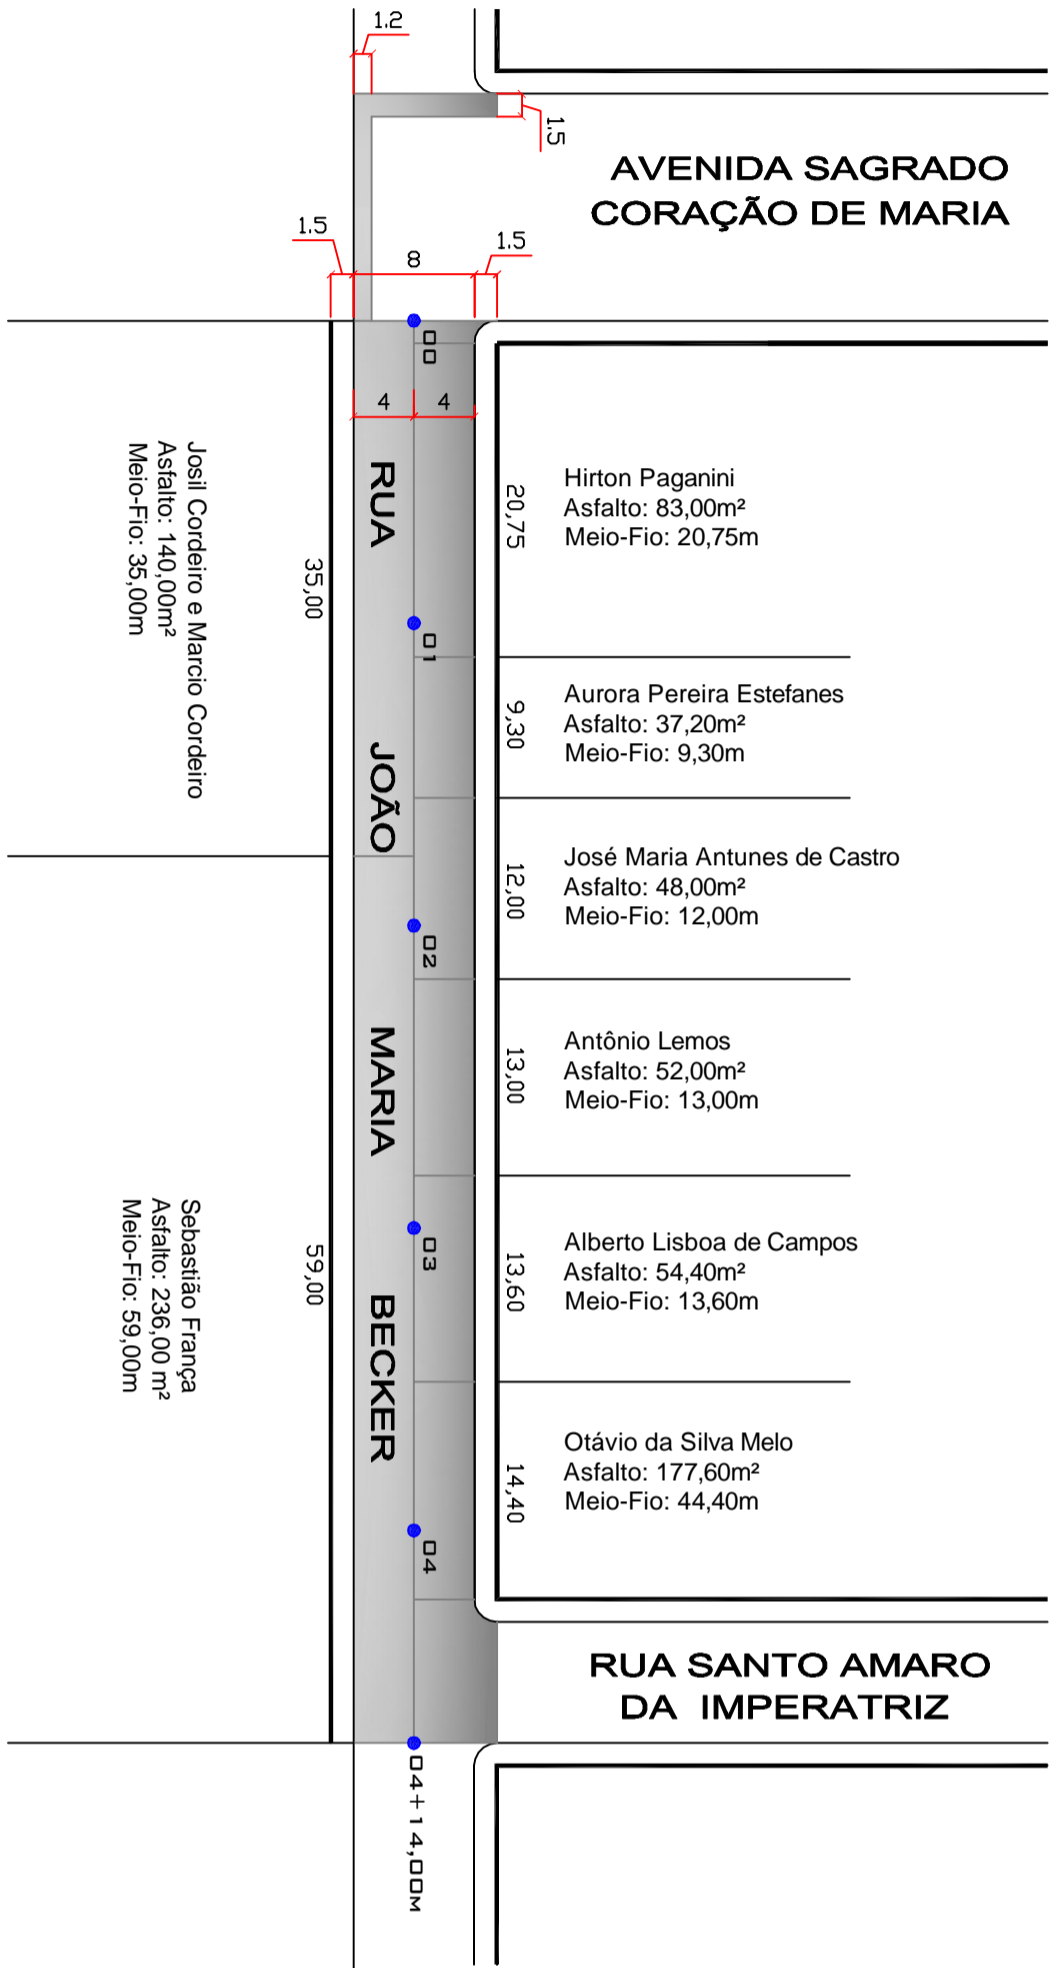 1.2
1.5
AVENIDA SAGRADO
CORAÇÃO DE MARIA
1.5
8
1.5
00
4
4
RUA JOÃO MARIA BECKER
01
02
03
04
04+14,00M
Josil Cordeiro e Marcio Cordeiro
Asfalto: 140,00m²
Meio-Fio: 35,00m
35,00
Sebastião França
Asfalto: 236,00 m²
Meio-Fio: 59,00m
59,00
20,75
Hirton Paganini
Asfalto: 83,00m²
Meio-Fio: 20,75m
9,30
Aurora Pereira Estefanes
Asfalto: 37,20m²
Meio-Fio: 9,30m
12,00
José Maria Antunes de Castro
Asfalto: 48,00m²
Meio-Fio: 12,00m
13,00
Antônio Lemos
Asfalto: 52,00m²
Meio-Fio: 13,00m
13,60
Alberto Lisboa de Campos
Asfalto: 54,40m²
Meio-Fio: 13,60m
14,40
Otávio da Silva Melo
Asfalto: 177,60m²
Meio-Fio: 44,40m
RUA SANTO AMARO
DA IMPERATRIZ